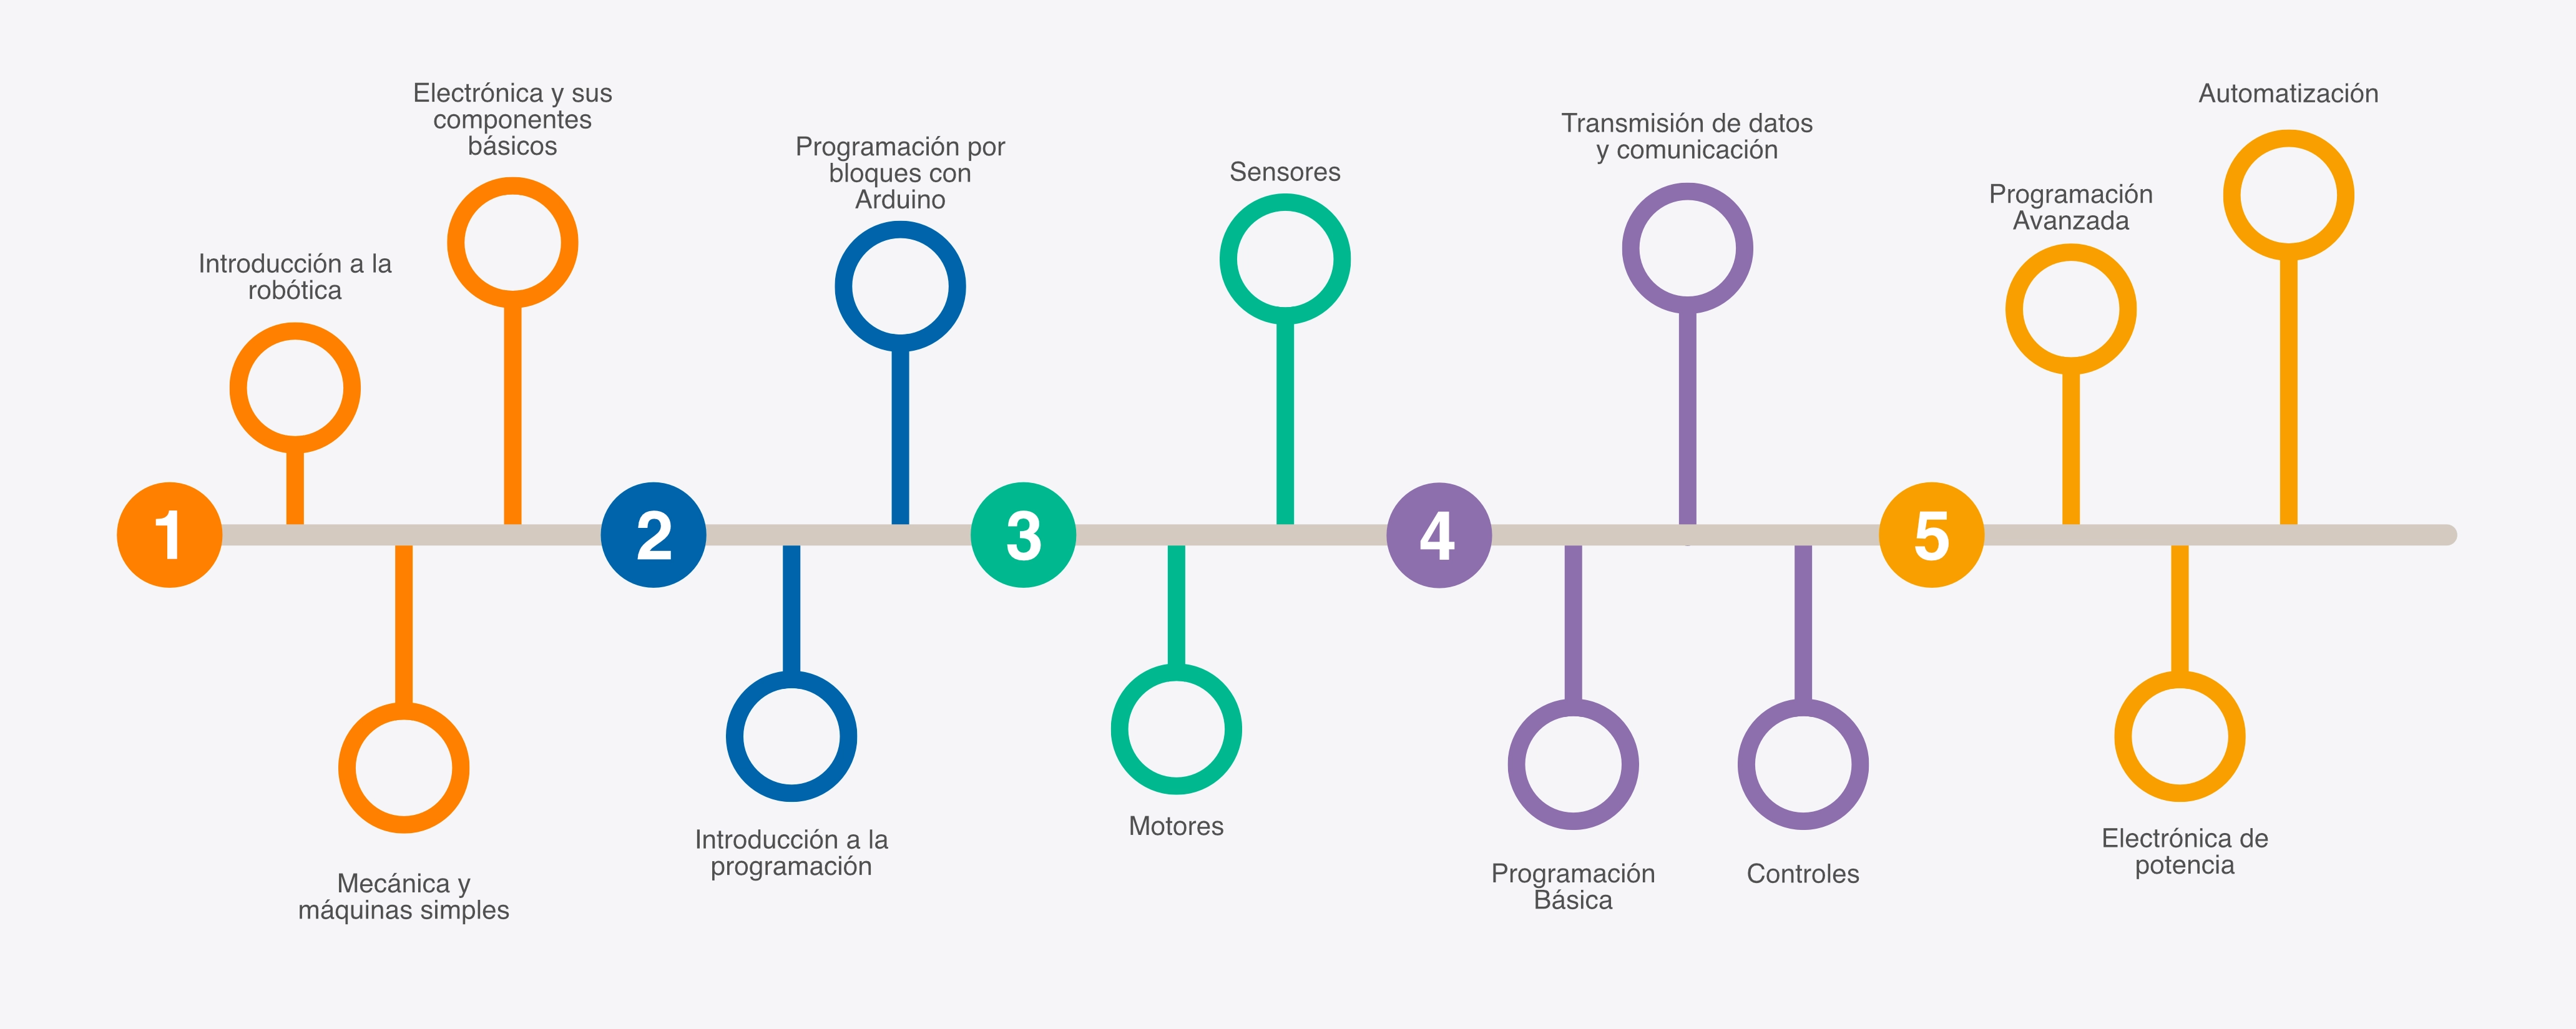 1
Introducción a la
robótica
Mecánica y
máquinas simples
Electrónica y sus
componentes
básicos
2
Introducción a la
programación
Programación por
bloques con
Arduino
3
Motores
Sensores
4
Programación
Básica
Transmisión de datos
y comunicación
Controles
5
Programación
Avanzada
Electrónica de
potencia
Automatización